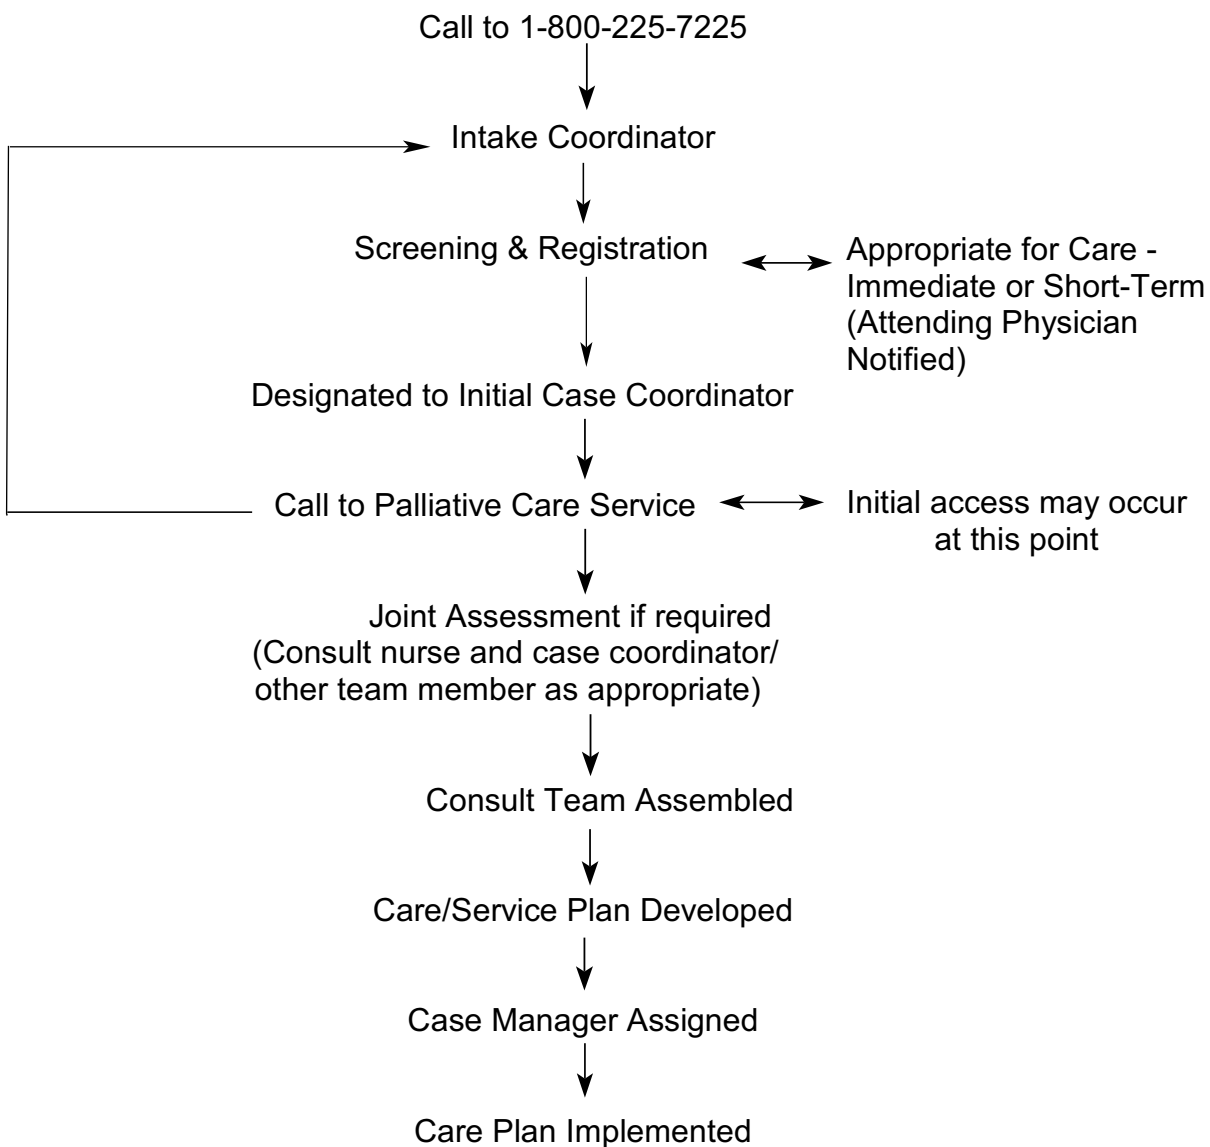 Call to 1-800-225-7225
Intake Coordinator
Screening & Registration
Appropriate for Care -
Immediate or Short-Term
(Attending Physician
Notified)
Designated to Initial Case Coordinator
Call to Palliative Care Service
Initial access may occur
at this point
Joint Assessment if required
(Consult nurse and case coordinator/
other team member as appropriate)
Consult Team Assembled
Care/Service Plan Developed
Case Manager Assigned
Care Plan Implemented